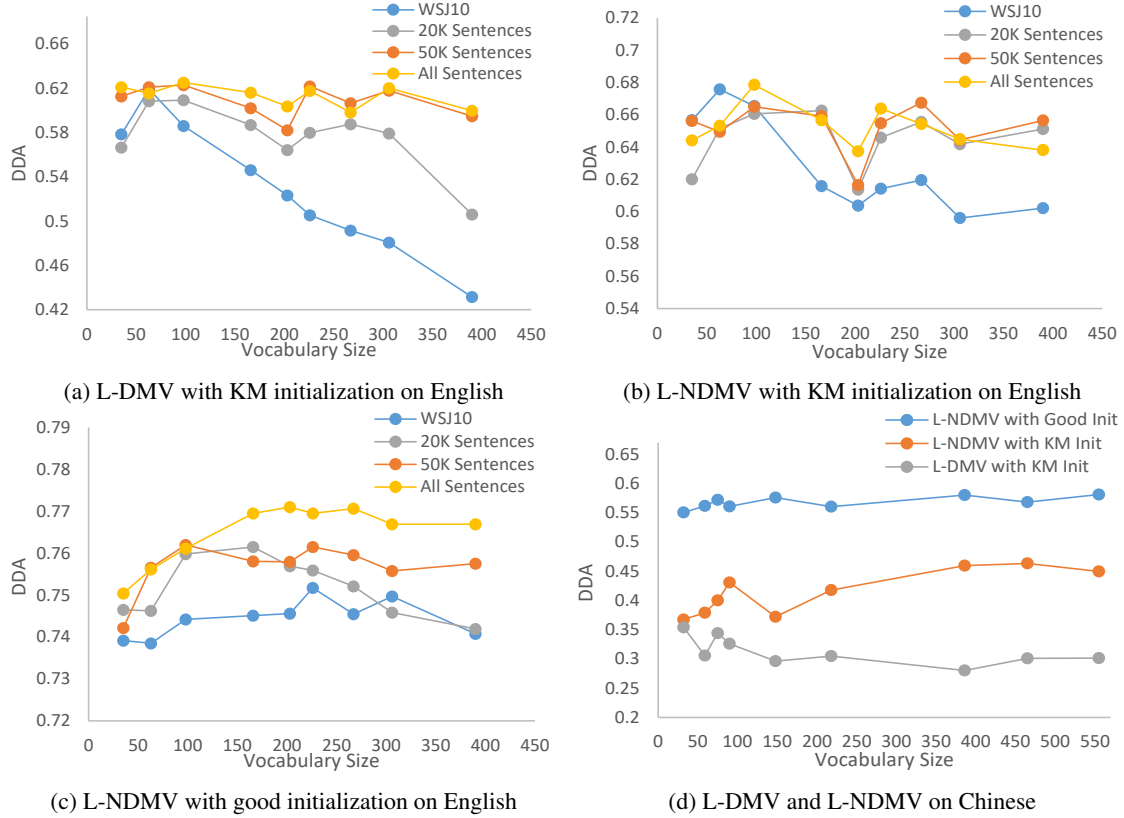 WSJ10
20K Sentences
50K Sentences
All Sentences
0.66
0.62
0.58
0.54
0.5
0.46
0.42
DDA
0 50 100 150 200 250 300 350 400 450
Vocabulary Size
(a) L-DMV with KM initialization on English
WSJ10
20K Sentences
50K Sentences
All Sentences
0.72
0.7
0.68
0.66
0.64
0.62
0.6
0.58
0.56
0.54
DDA
0 50 100 150 200 250 300 350 400 450
Vocabulary Size
(b) L-NDMV with KM initialization on English
WSJ10
20K Sentences
50K Sentences
All Sentences
0.79
0.78
0.77
0.76
0.75
0.74
0.73
0.72
DDA
0 50 100 150 200 250 300 350 400 450
Vocabulary Size
(c) L-NDMV with good initialization on English
L-NDMV with Good Init
L-NDMV with KM Init
L-DMV with KM Init
0.65
0.6
0.55
0.5
0.45
0.4
0.35
0.3
0.25
0.2
DDA
0 50 100 150 200 250 300 350 400 450 500 550
Vocabulary Size
(d) L-DMV and L-NDMV on Chinese